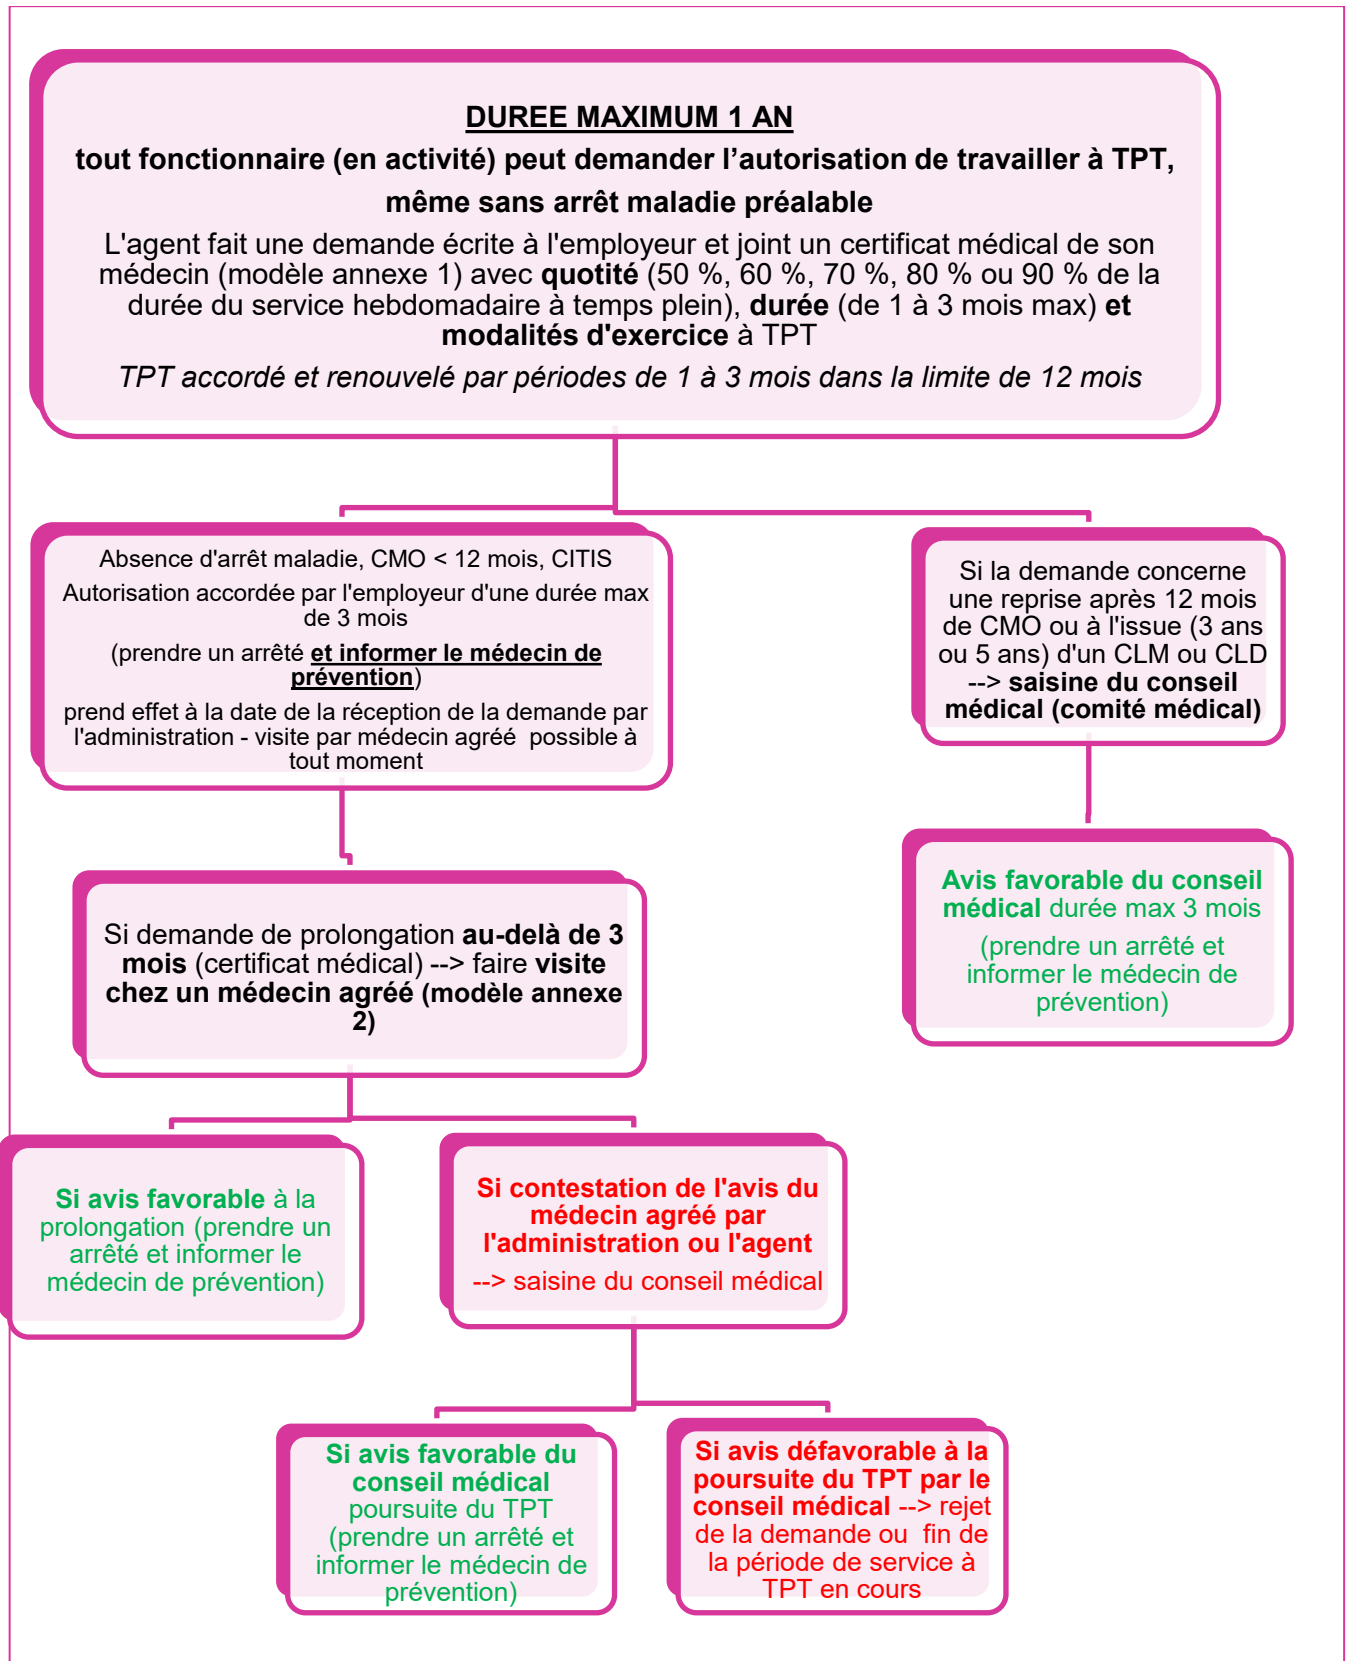 DUREE MAXIMUM 1 AN
tout fonctionnaire (en activité) peut demander l’autorisation de travailler à TPT,
même sans arrêt maladie préalable
L'agent fait une demande écrite à l'employeur et joint un certificat médical de son
médecin (modèle annexe 1) avec quotité (50 %, 60 %, 70 %, 80 % ou 90 % de la
durée du service hebdomadaire à temps plein), durée (de 1 à 3 mois max) et
modalités d'exercice à TPT
TPT accordé et renouvelé par périodes de 1 à 3 mois dans la limite de 12 mois
Absence d'arrêt maladie, CMO < 12 mois, CITIS
Autorisation accordée par l'employeur d'une durée max
de 3 mois
(prendre un arrêté et informer le médecin de
prévention)
prend effet à la date de la réception de la demande par
l'administration - visite par médecin agréé possible à
tout moment
Si la demande concerne
une reprise après 12 mois
de CMO ou à l'issue (3 ans
ou 5 ans) d'un CLM ou CLD
--> saisine du conseil
médical (comité médical)
Avis favorable du conseil
médical durée max 3 mois
(prendre un arrêté et
informer le médecin de
prévention)
Si demande de prolongation au-delà de 3
mois (certificat médical) --> faire visite
chez un médecin agréé (modèle annexe
2)
Si avis favorable à la
prolongation (prendre un
arrêté et informer le
médecin de prévention)
Si contestation de l'avis du
médecin agréé par
l'administration ou l'agent
--> saisine du conseil médical
Si avis favorable du
conseil médical
poursuite du TPT
(prendre un arrêté et
informer le médecin de
prévention)
Si avis défavorable à la
poursuite du TPT par le
conseil médical --> rejet
de la demande ou fin de
la période de service à
TPT en cours